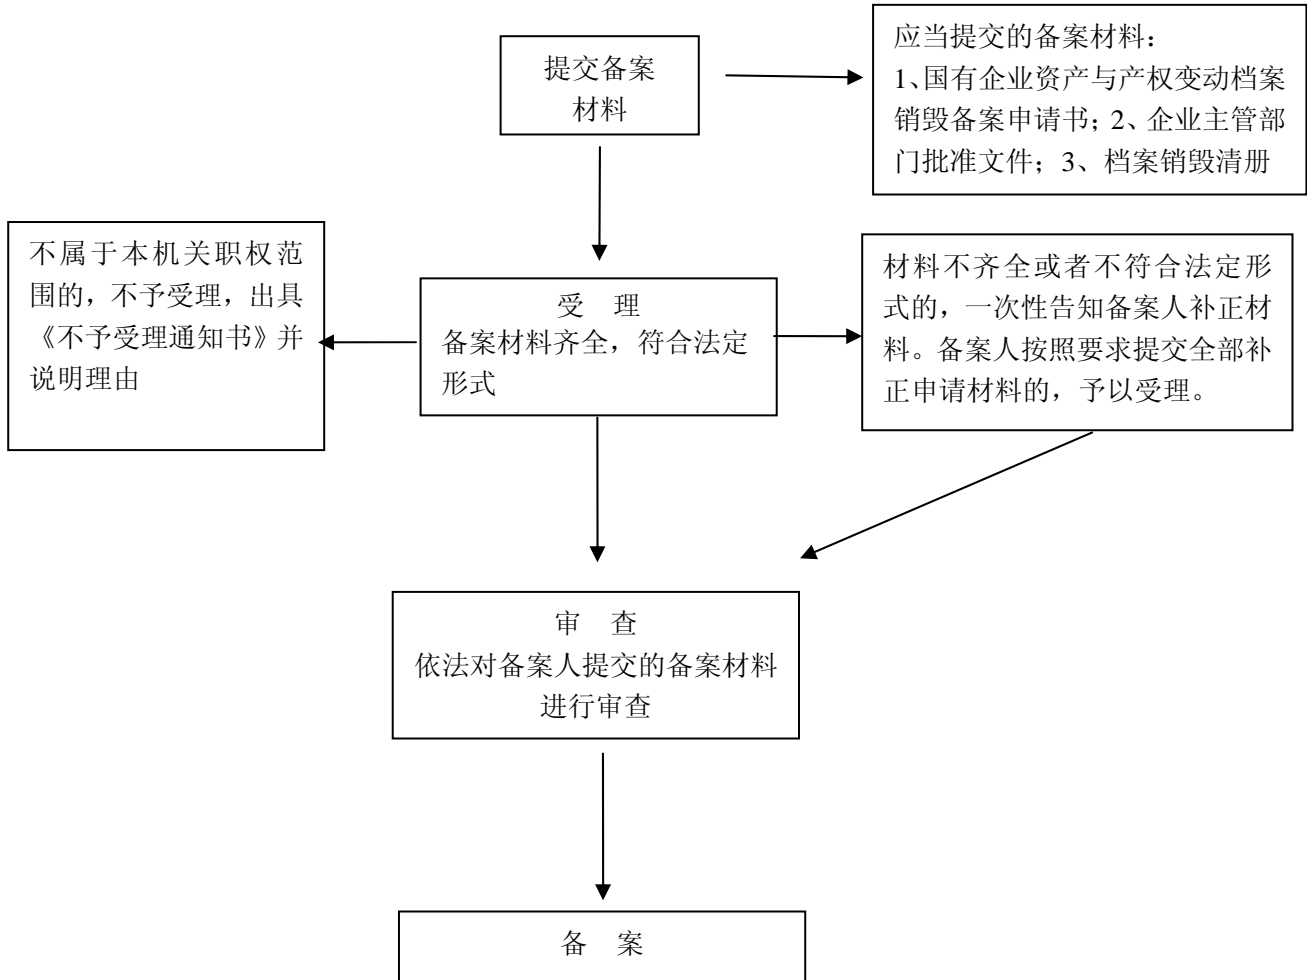 提交备案
材料
应当提交的备案材料：
1、国有企业资产与产权变动档案
销毁备案申请书；2、企业主管部
门批准文件；3、档案销毁清册
不属于本机关职权范
围的，不予受理，出具
《不予受理通知书》并
说明理由
受 理
备案材料齐全，符合法定
形式
材料不齐全或者不符合法定形
式的，一次性告知备案人补正材
料。备案人按照要求提交全部补
正申请材料的，予以受理。
审 查
依法对备案人提交的备案材料
进行审查
备 案